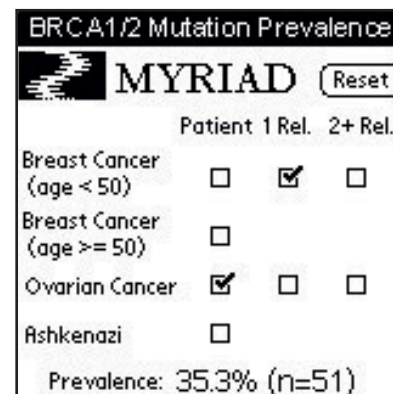 BRCA1/2 Mutation Prevalence
MYRIAD Reset
Patient 1 Rel. 2+ Rel.
Breast Cancer
(age < 50)
Breast Cancer
(age >= 50)
Ovarian Cancer
Ashkenazi
Prevalence: 35.3% (n=51)